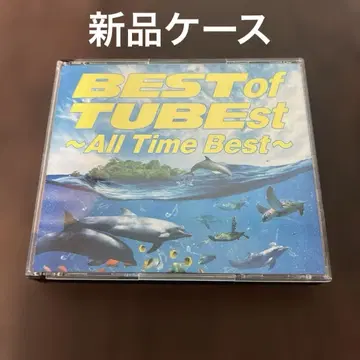 新品ケース
BEST of
TUBEst
~All Time Best~